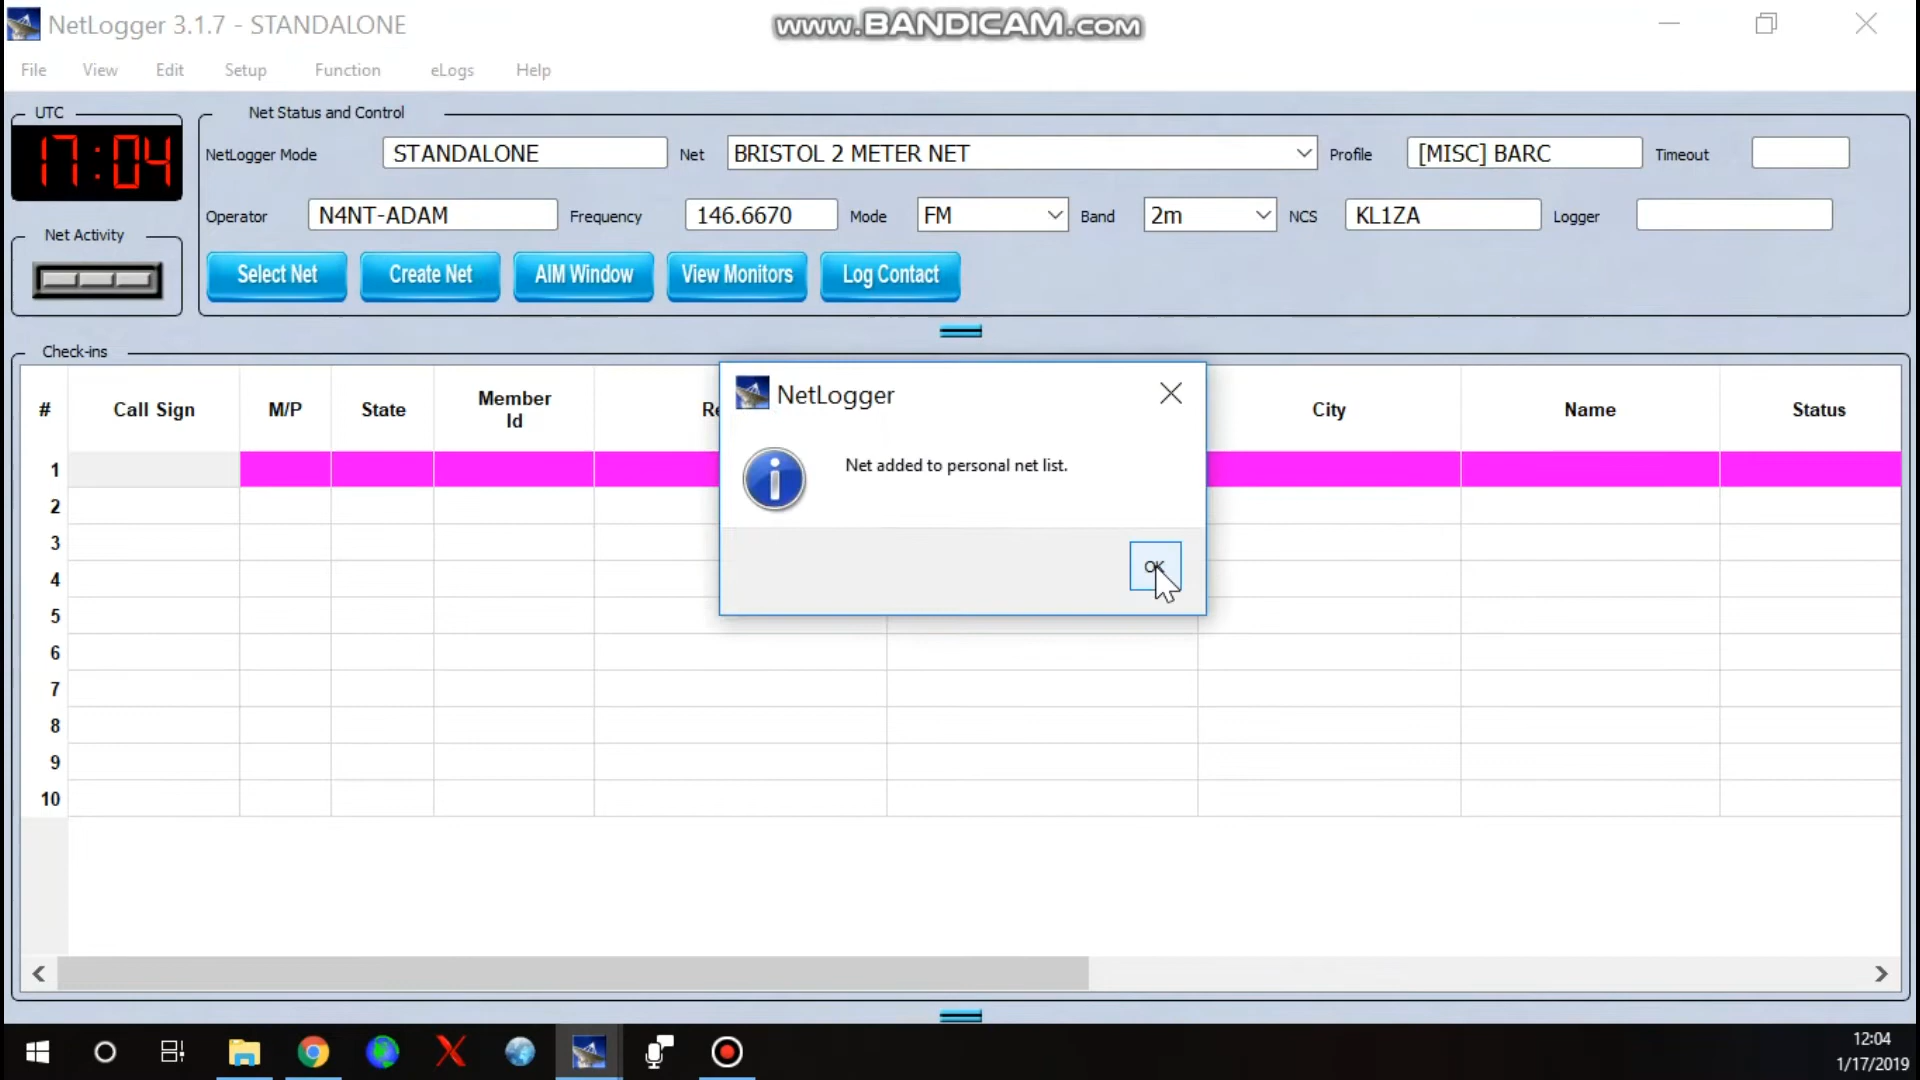 NetLogger 3.1.7 - STANDALONE
www.BANDICAM.com
File View Edit Setup Function eLogs Help
UTC
17:04
Net Activity
Net Status and Control
NetLogger Mode STANDALONE Net BRISTOL 2 METER NET Profile [MISC] BARC Timeout
Operator N4NT-ADAM Frequency 146.6670 Mode FM Band 2m NCS KL1ZA Logger
Select Net Create Net AIM Window View Monitors Log Contact
Check-ins
# Call Sign M/P State Member Id City Name Status
1
2
3
4
5
6
7
8
9
10
NetLogger
Net added to personal net list.
OK
12:04
1/17/2019